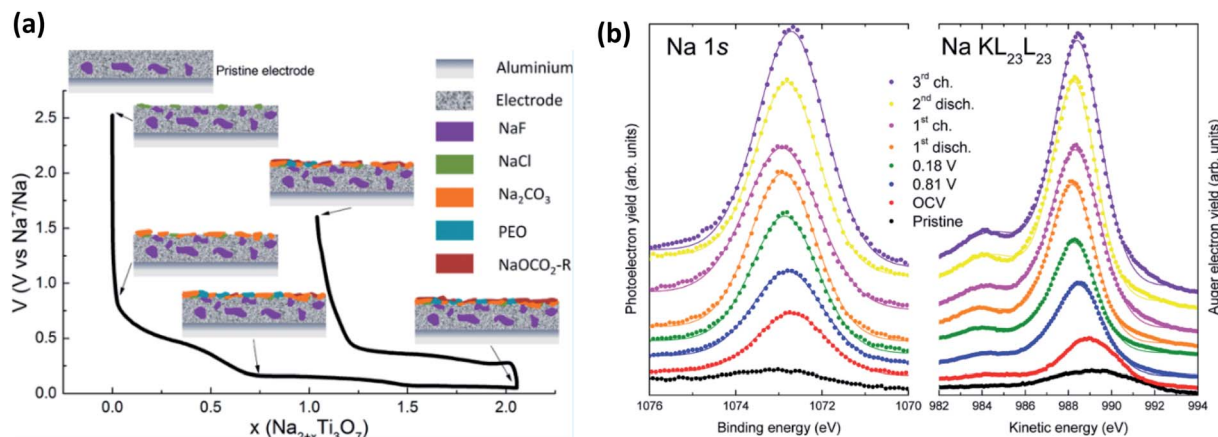 (a)
Pristine electrode
Aluminium
Electrode
NaF
NaCl
Na₂CO₃
PEO
NaOCO₂-R
V (V vs Na⁺/Na)
2.5
2.0
1.5
1.0
0.5
0.0
0.0 0.5 1.0 1.5 2.0
x (Na₂₊ₓTi₃O₇)
(b)
Na 1s
Na KL₂₃L₂₃
3ʳᵈ ch.
2ⁿᵈ disch.
1ˢᵗ ch.
1ˢᵗ disch.
0.18 V
0.81 V
OCV
Pristine
Photoelectron yield (arb. units)
Auger electron yield (arb. units)
1076 1074 1072 1070
982 984 986 988 990 992 994
Binding energy (eV)
Kinetic energy (eV)